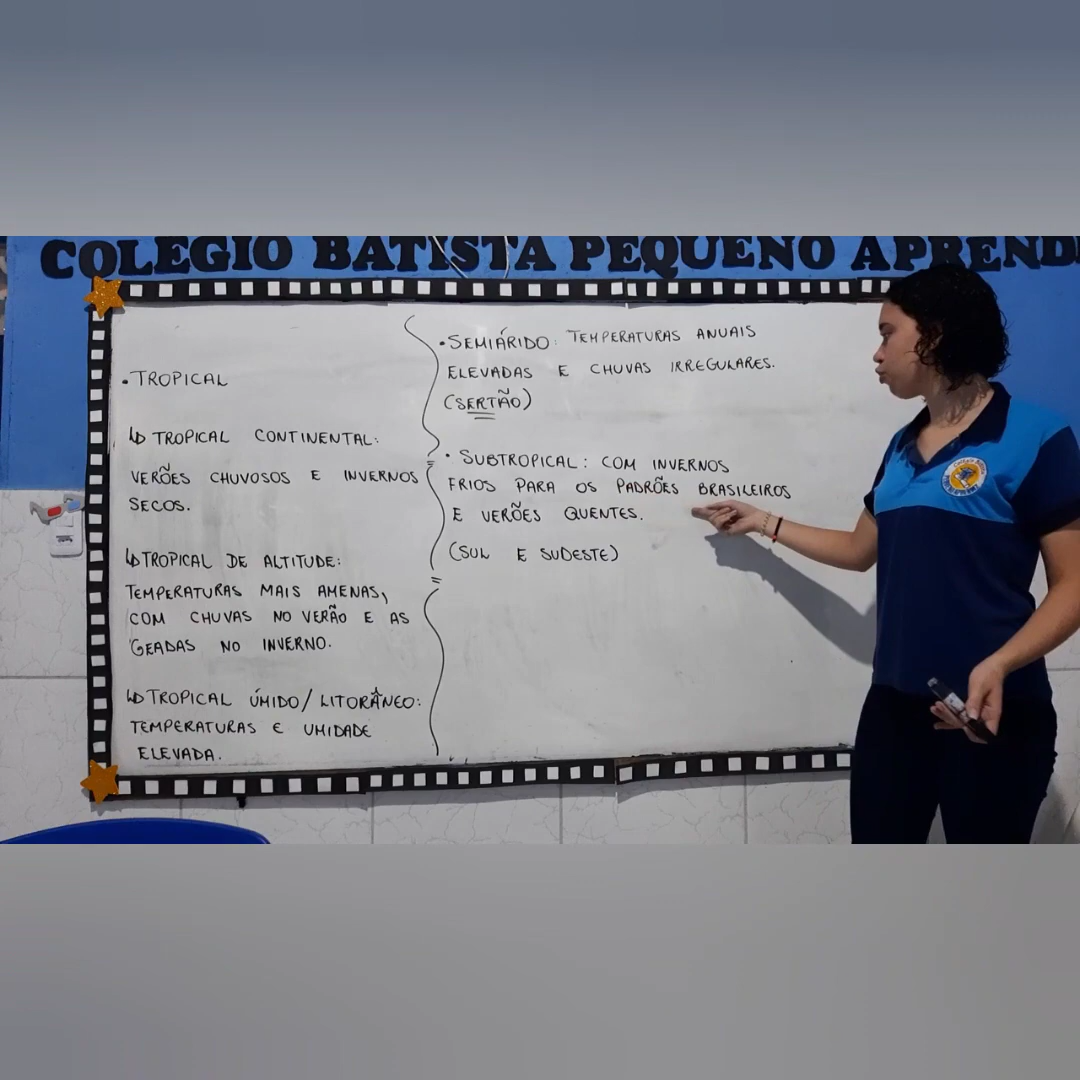 COLÉGIO BATISTA PEQUENO APREND
• TROPICAL
↳ TROPICAL CONTINENTAL:
VERÕES CHUVOSOS E INVERNOS
SECOS.
↳ TROPICAL DE ALTITUDE:
TEMPERATURAS MAIS AMENAS,
COM CHUVAS NO VERÃO E AS
GEADAS NO INVERNO.
↳ TROPICAL ÚMIDO/LITORÂNEO:
TEMPERATURAS E UMIDADE
ELEVADA.
• SEMIÁRIDO: TEMPERATURAS ANUAIS
ELEVADAS E CHUVAS IRREGULARES.
(SERTÃO)
• SUBTROPICAL: COM INVERNOS
FRIOS PARA OS PADRÕES BRASILEIROS
E VERÕES QUENTES.
(SUL E SUDESTE)